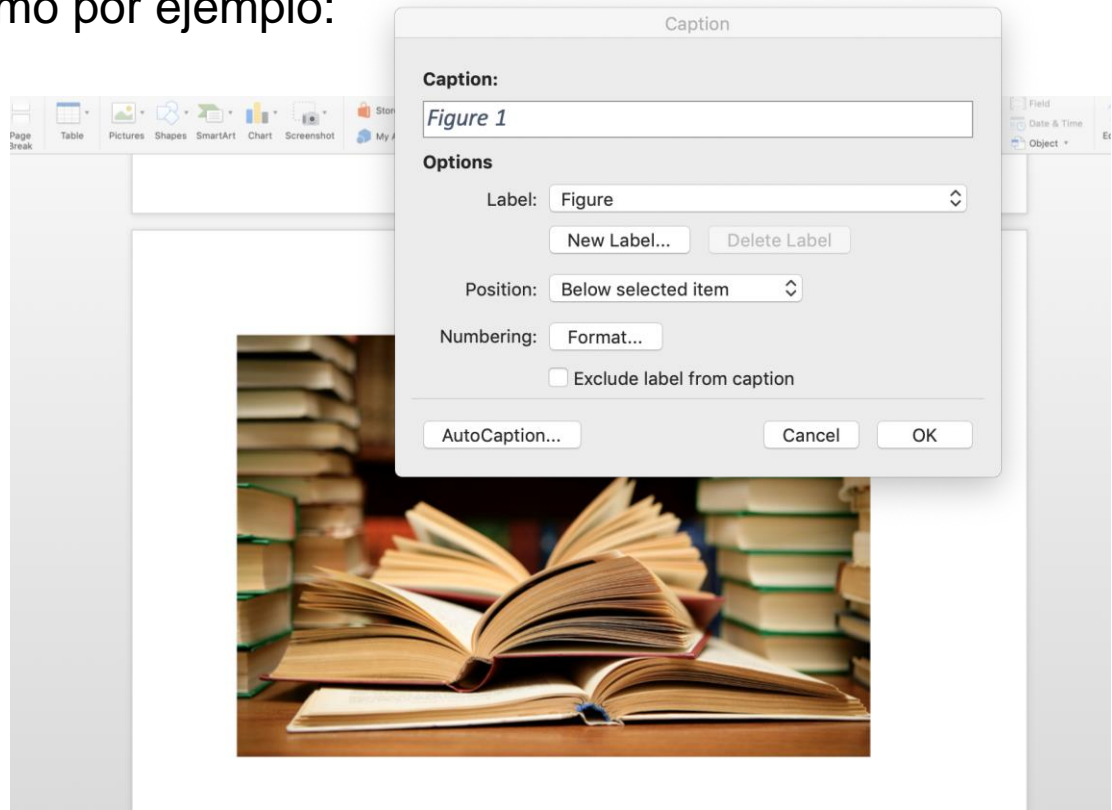 mo por ejemplo:
Caption
Caption:
Figure 1
Options
Label: Figure
New Label... Delete Label
Position: Below selected item
Numbering: Format...
Exclude label from caption
AutoCaption... Cancel OK
Page Break
Table
Pictures
Shapes
SmartArt
Chart
Screenshot
Stor
My A
Field
Date & Time
Object